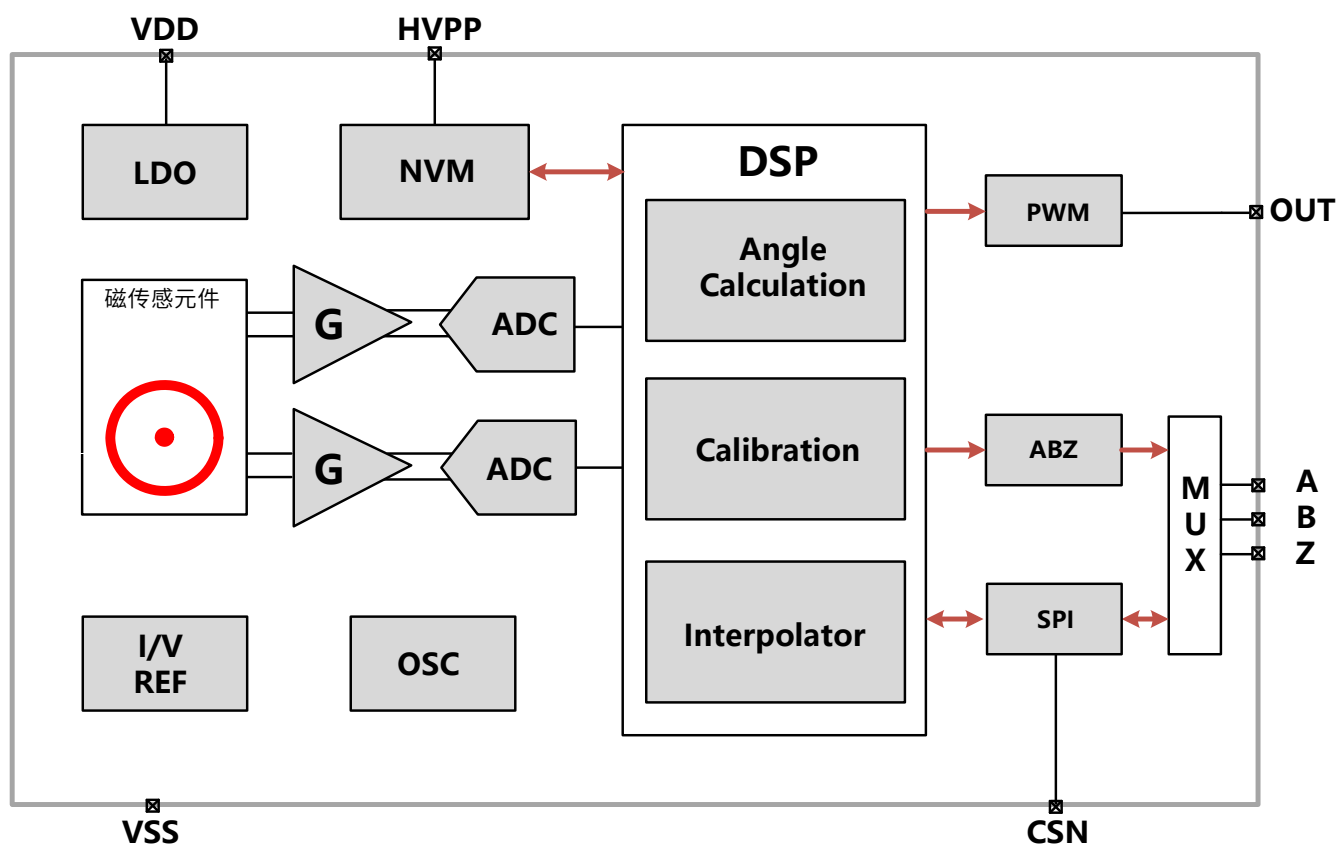 VDD
HVPP
LDO
NVM
DSP
PWM
OUT
Angle
Calculation
磁传感元件
G
ADC
G
ADC
Calibration
ABZ
M
U
X
A
B
Z
I/V
REF
OSC
Interpolator
SPI
VSS
CSN